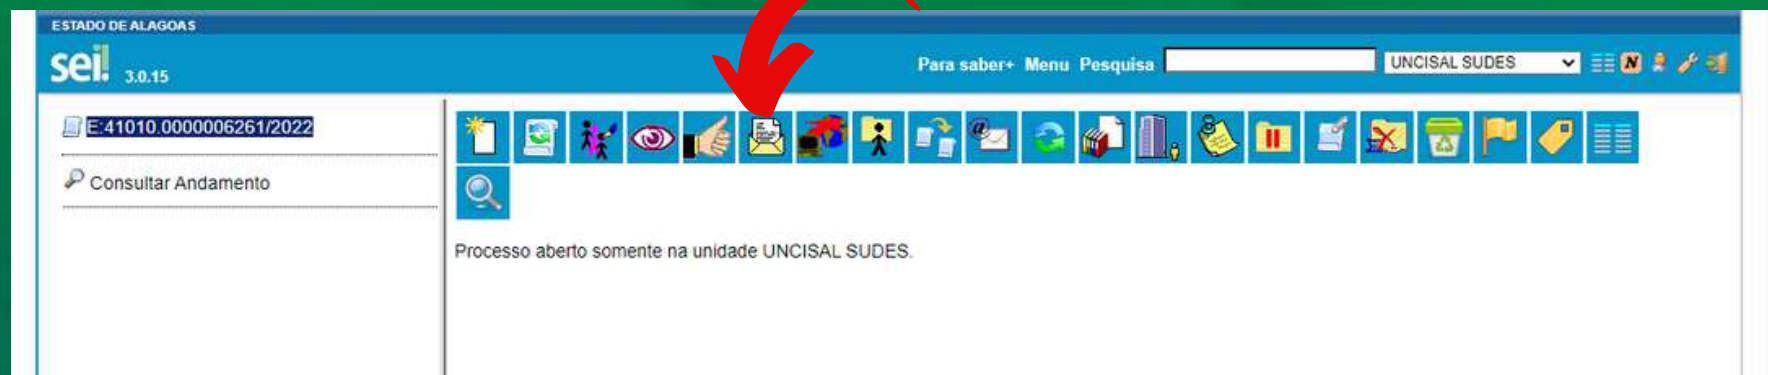 ESTADO DE ALAGOAS
sei! 3.0.15
Para saber+ Menu Pesquisa UNCISAL SUDES
E:41010.0000006261/2022
Consultar Andamento
Processo aberto somente na unidade UNCISAL SUDES.